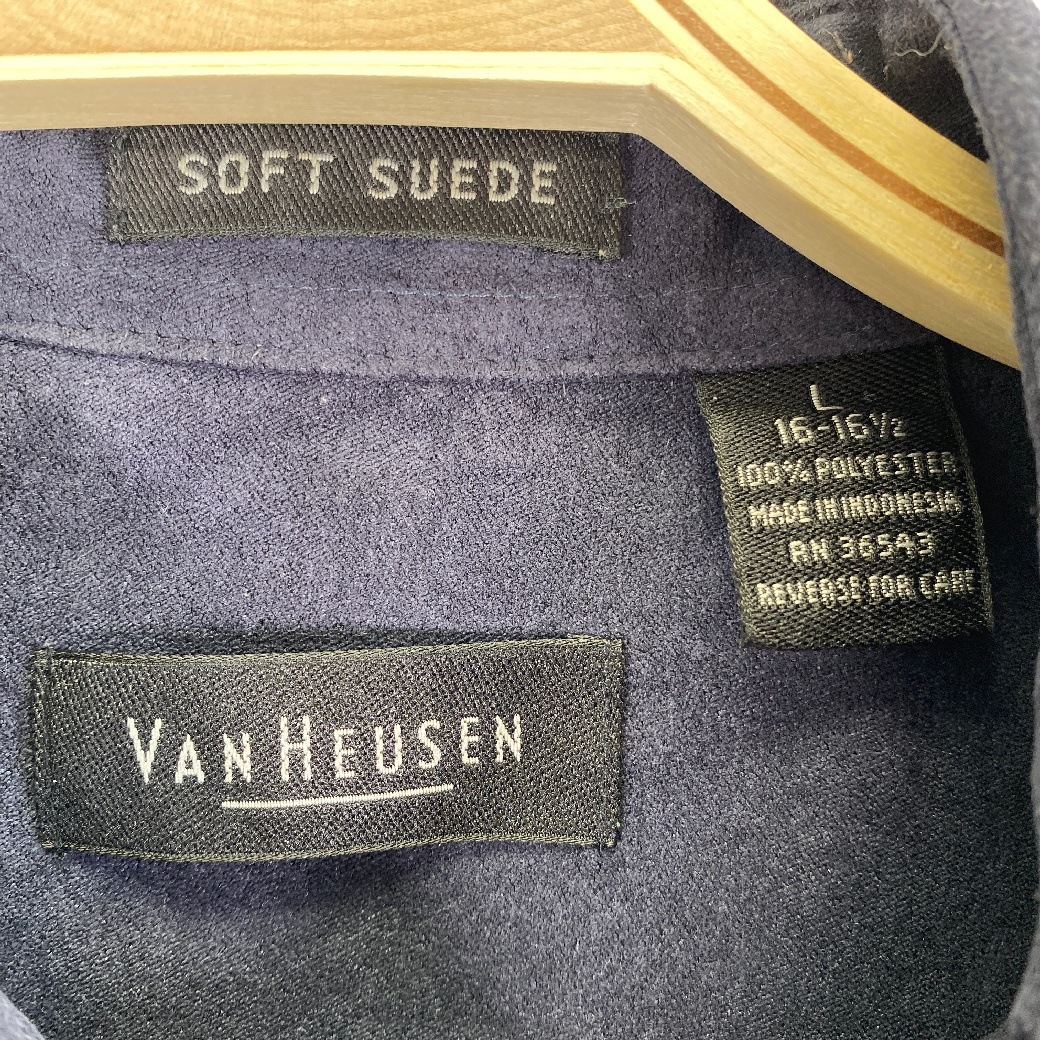 SOFT SUEDE
L
16-16½
100% POLYESTER
MADE IN INDONESIA
RN 36543
REVERSE FOR CARE
VAN HEUSEN